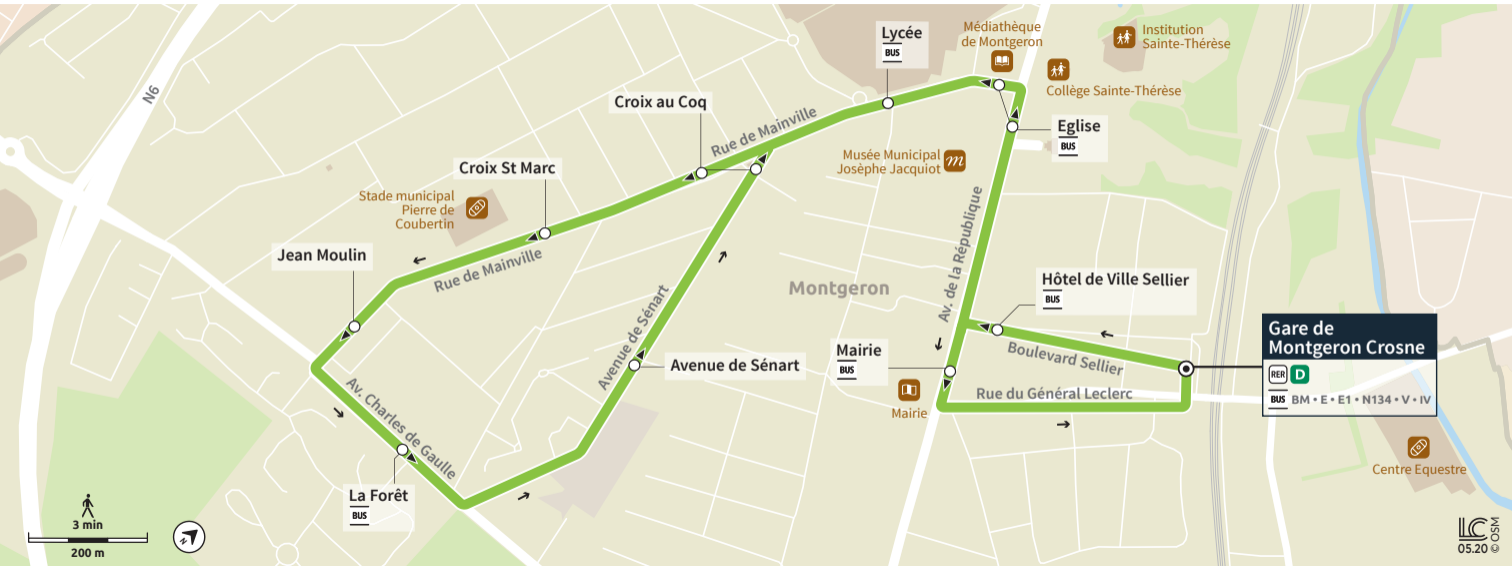 N6
Lycée
BUS
Médiathèque
de Montgeron
Institution
Sainte-Thérèse
Collège Sainte-Thérèse
Croix au Coq
Rue de Mainville
Eglise
BUS
Musée Municipal
Josèphe Jacquiot
m
Croix St Marc
Stade municipal
Pierre de
Coubertin
Jean Moulin
Rue de Mainville
Av. de la République
Montgeron
Hôtel de Ville Sellier
BUS
Avenue de Sénart
Avenue de Sénart
Mairie
BUS
Boulevard Sellier
Gare de
Montgeron Crosne
RER D
BUS BM • E • E1 • N134 • V • IV
Rue du Général Leclerc
Mairie
Av. Charles de Gaulle
La Forêt
BUS
Centre Equestre
3 min
200 m
N
LC
05.20 © OSM